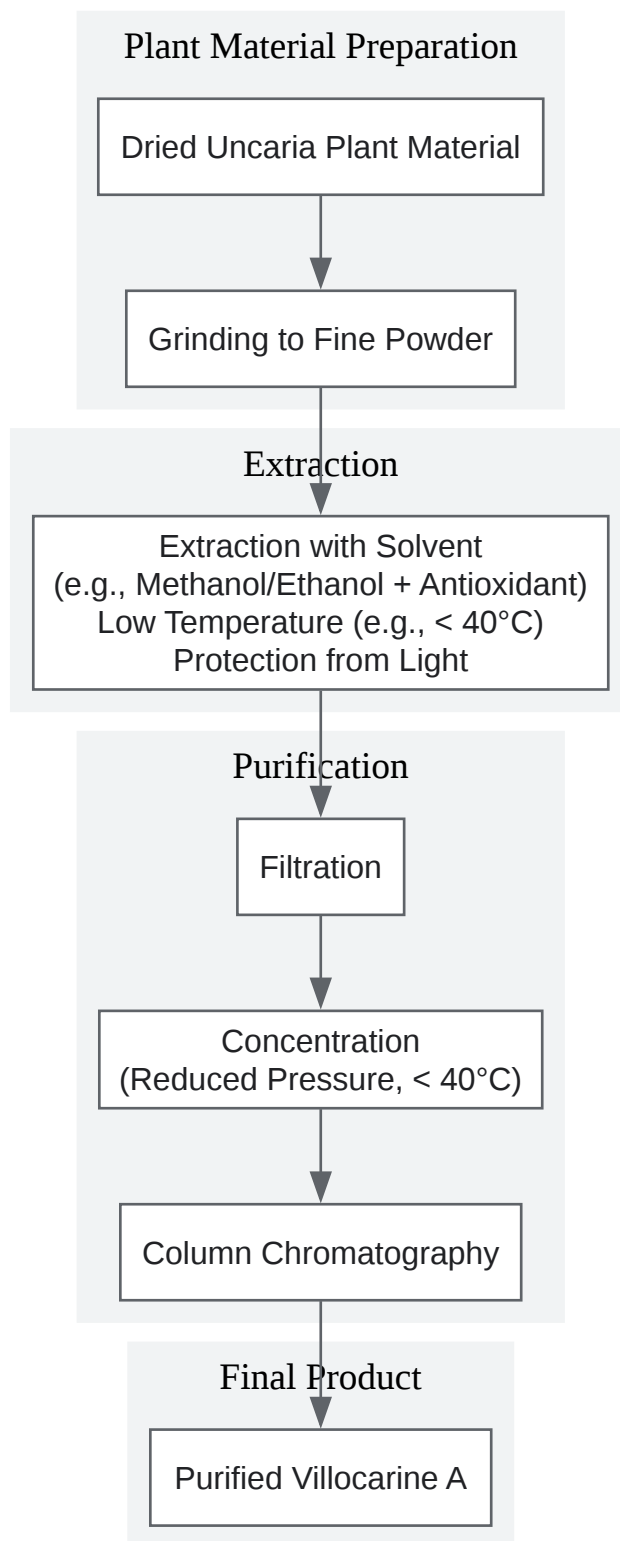 Plant Material Preparation
Dried Uncaria Plant Material
Grinding to Fine Powder
Extraction
Extraction with Solvent
(e.g., Methanol/Ethanol + Antioxidant)
Low Temperature (e.g., < 40°C)
Protection from Light
Purification
Filtration
Concentration
(Reduced Pressure, < 40°C)
Column Chromatography
Final Product
Purified Villocarine A